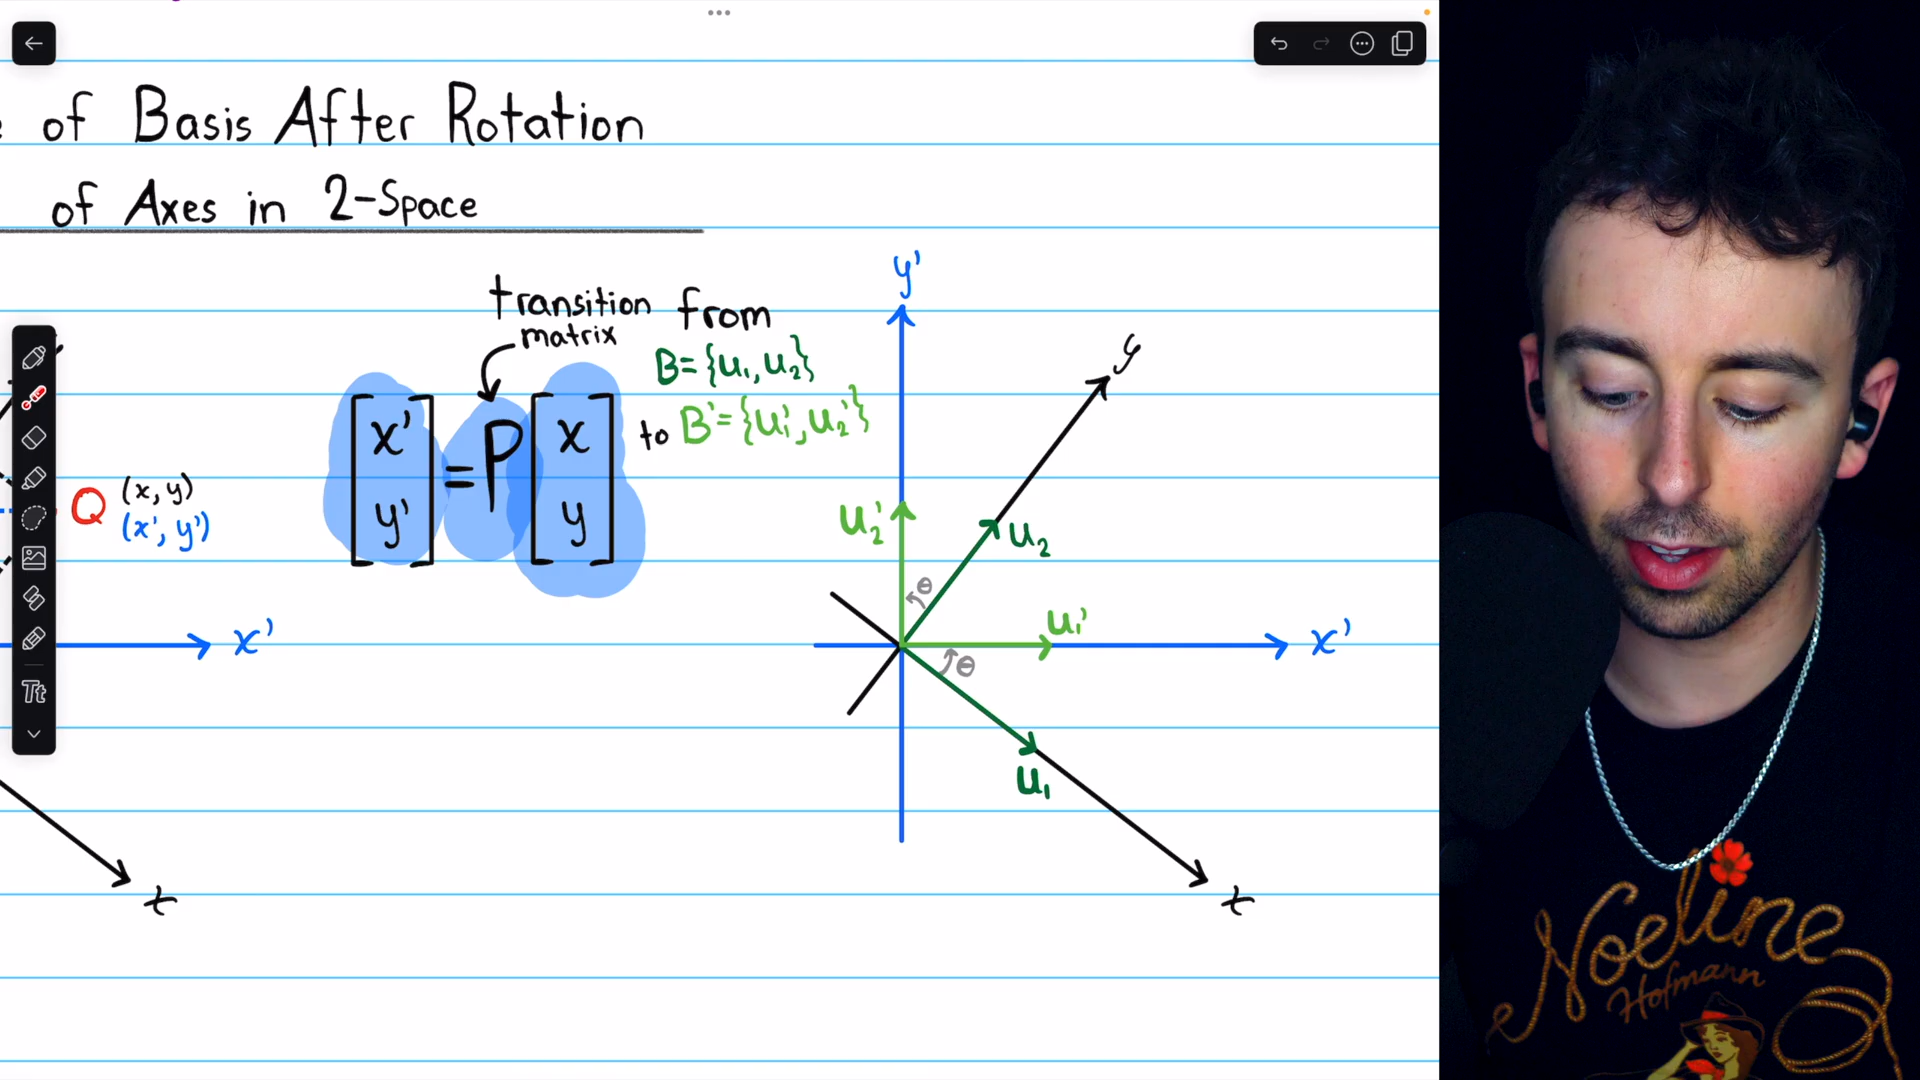 of Basis After Rotation
of Axes in 2-Space
transition from
matrix
B={u₁,u₂}
to B'={u₁',u₂'}
[x' y'] = P [x y]
Q (x, y)
(x', y')
x'
x
y'
y
u₂'
u₂
θ
u₁'
x'
θ
u₁
x
Tt
Noeline
Hofmann